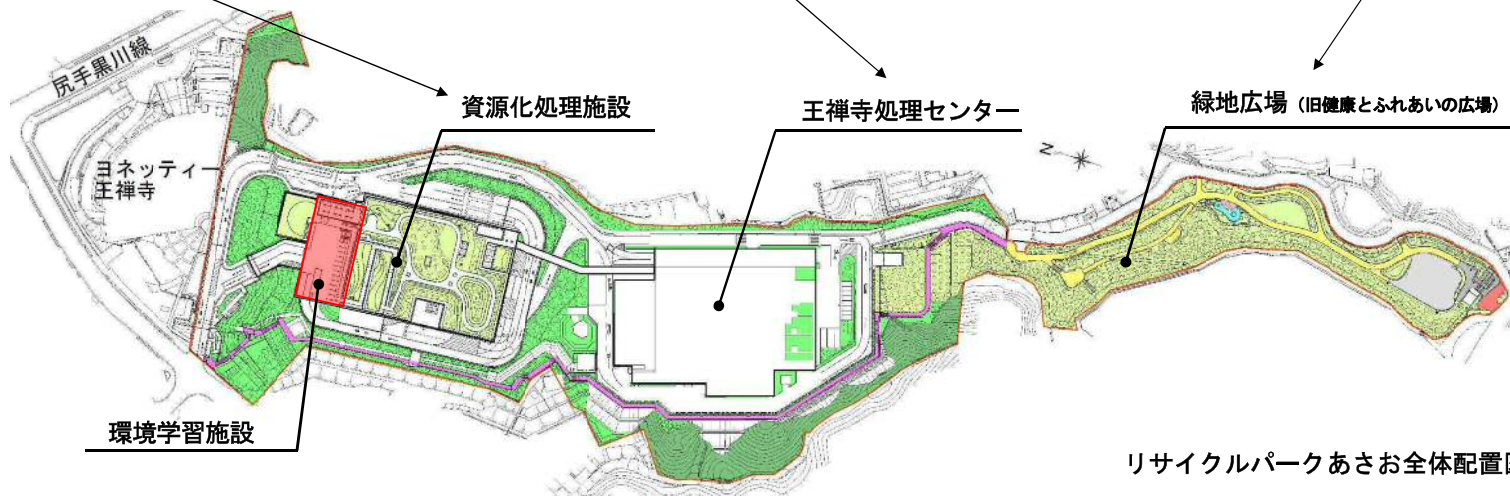 尻手黒川線
資源化処理施設
王禅寺処理センター
緑地広場（旧健康とふれあいの広場）
ヨネッティー
王禅寺
N
環境学習施設
リサイクルパークあさお全体配置図